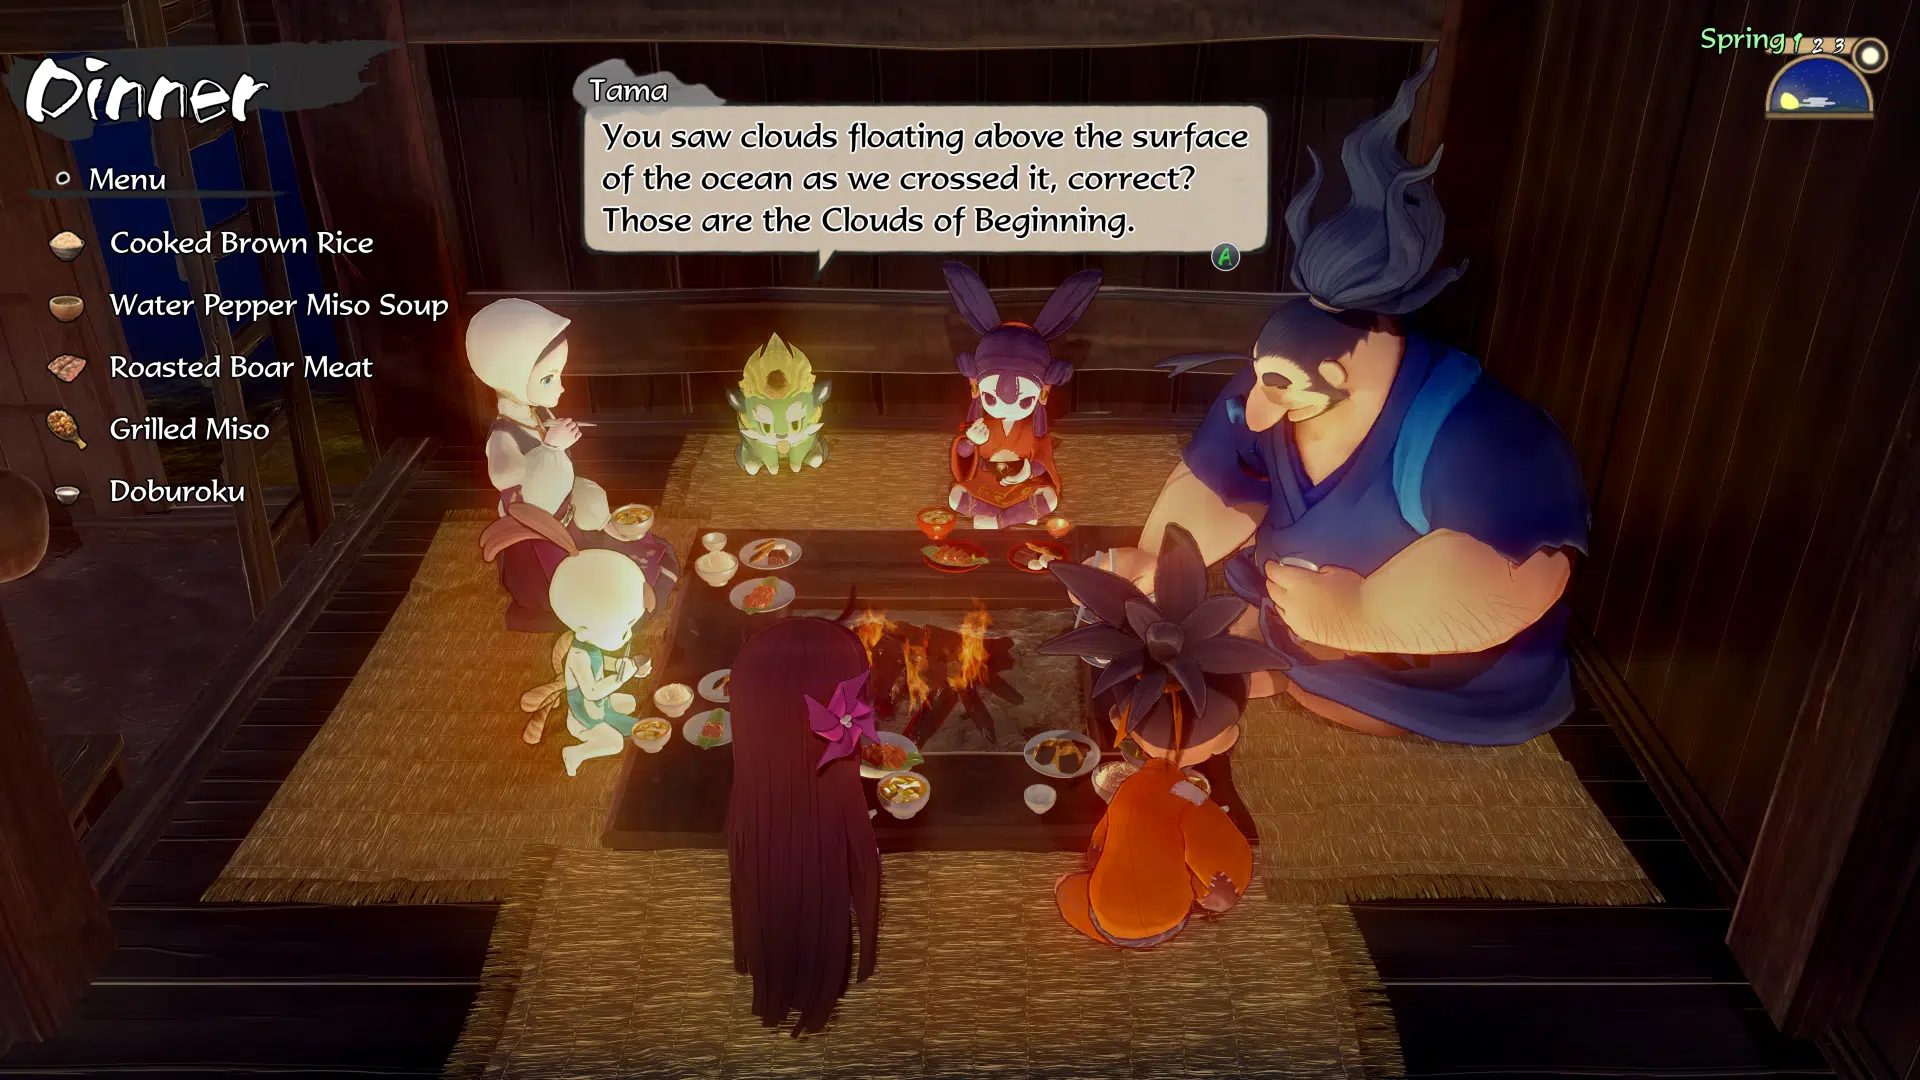 Dinner
Menu
Cooked Brown Rice
Water Pepper Miso Soup
Roasted Boar Meat
Grilled Miso
Doburoku
Tama
You saw clouds floating above the surface
of the ocean as we crossed it, correct?
Those are the Clouds of Beginning.
A
Spring 1 2 3